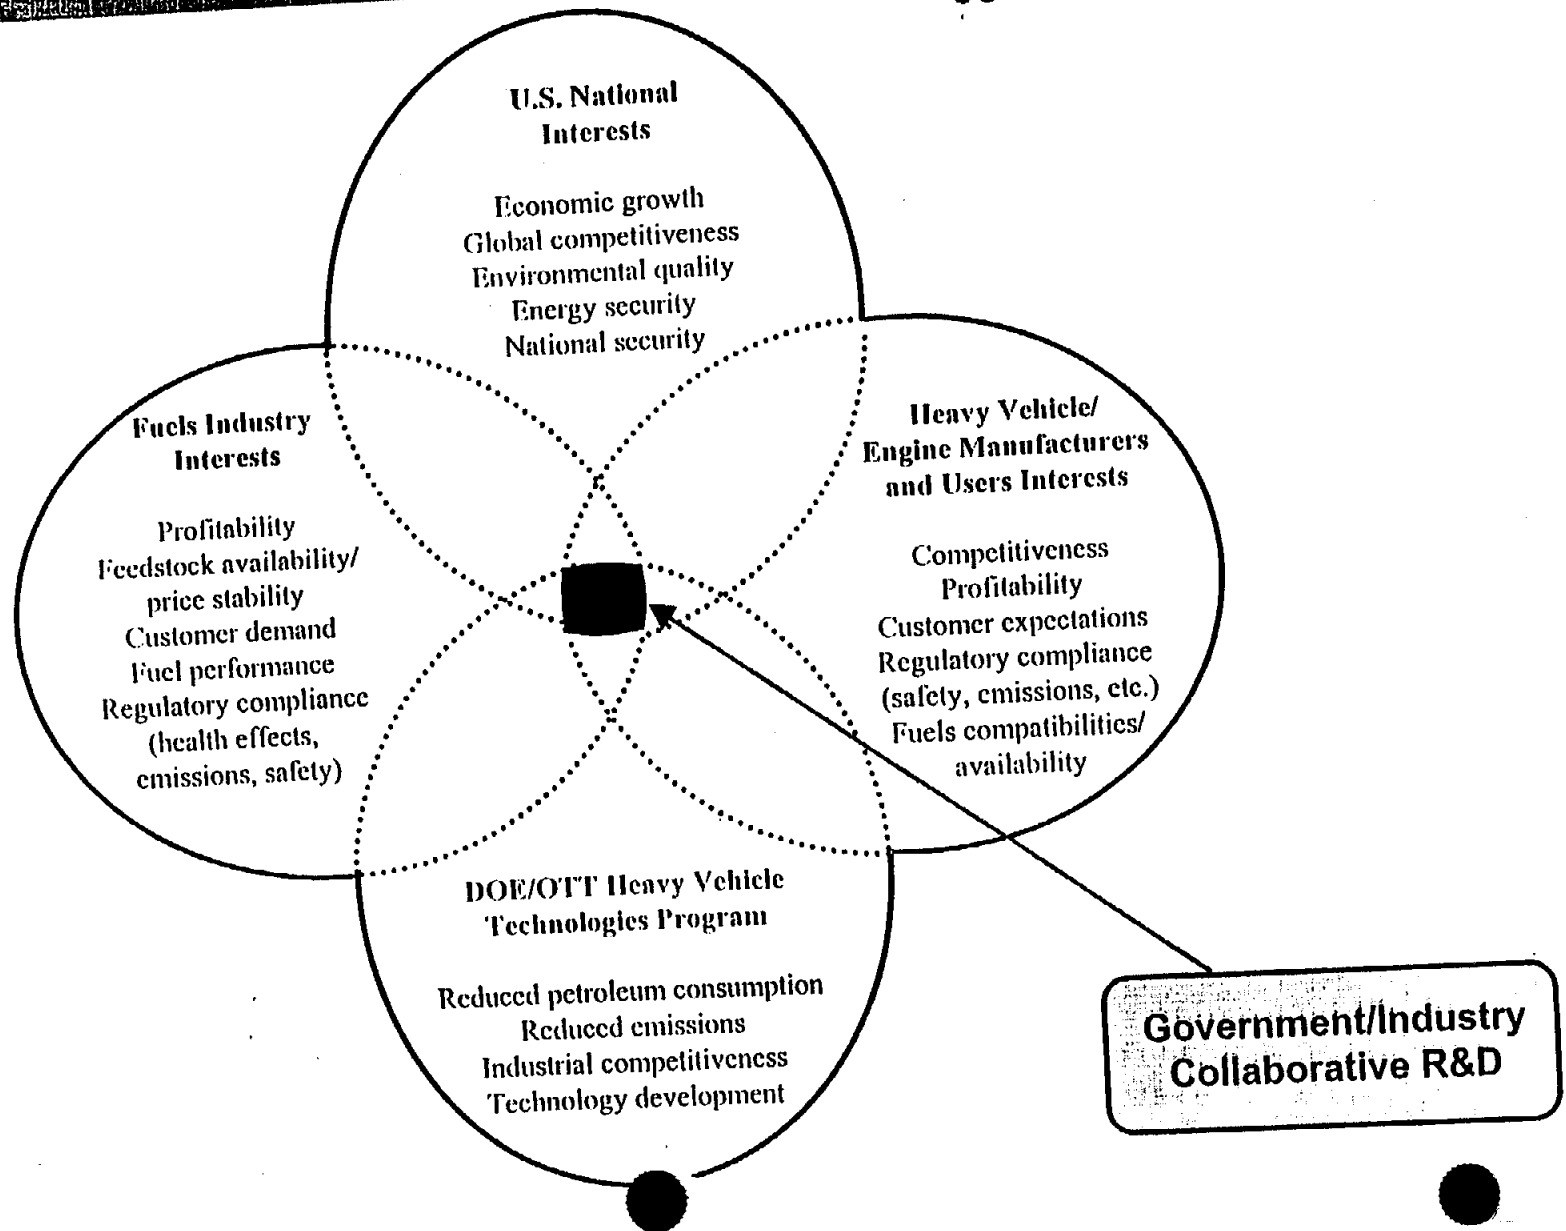 U.S. National
Interests
Economic growth
Global competitiveness
Environmental quality
Energy security
National security
Fuels Industry
Interests
Profitability
Feedstock availability/
price stability
Customer demand
Fuel performance
Regulatory compliance
(health effects,
emissions, safety)
Heavy Vehicle/
Engine Manufacturers
and Users Interests
Competitiveness
Profitability
Customer expectations
Regulatory compliance
(safety, emissions, etc.)
Fuels compatibilities/
availability
DOE/OTT Heavy Vehicle
Technologies Program
Reduced petroleum consumption
Reduced emissions
Industrial competitiveness
Technology development
Government/Industry
Collaborative R&D